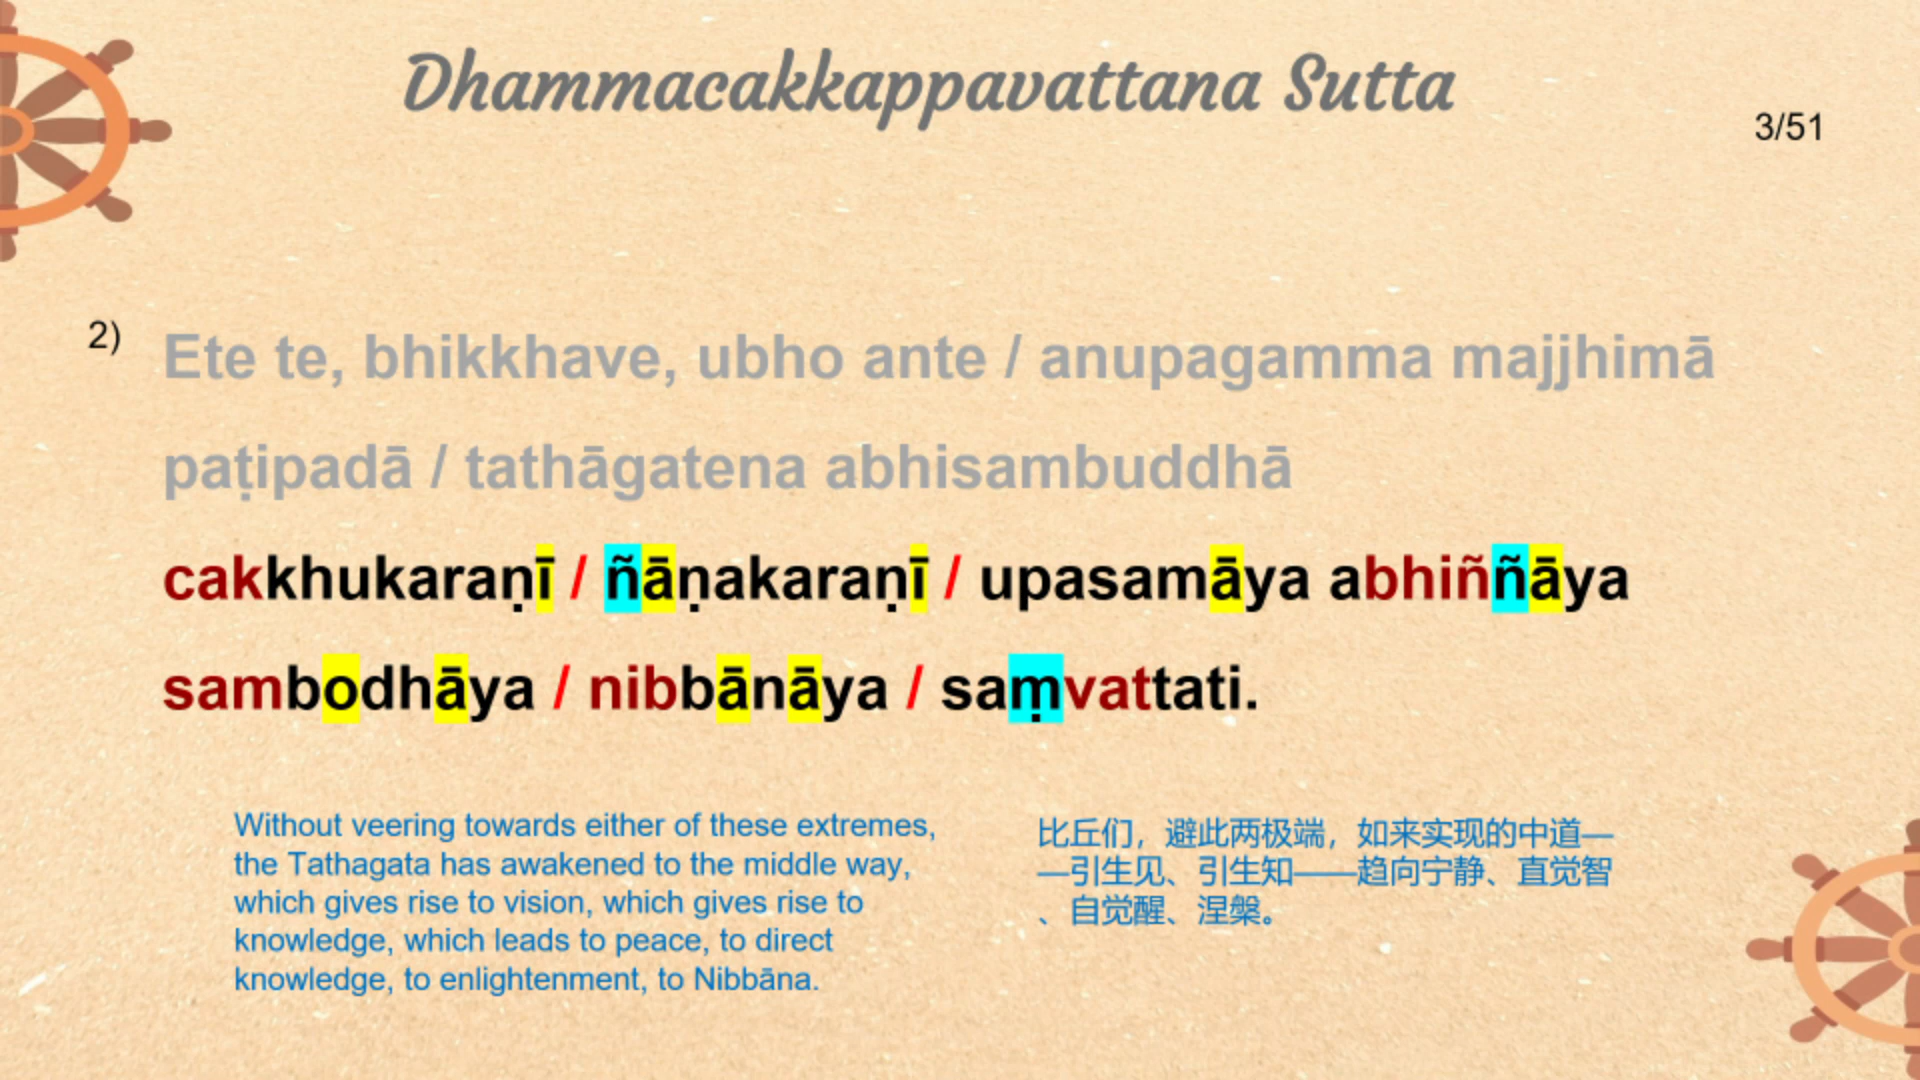 Dhammacakkappavattana Sutta
3/51
2)
Ete te, bhikkhave, ubho ante / anupagamma majjhimā
paṭipadā / tathāgatena abhisambuddhā
cakkhukaraṇī / ñāṇakaraṇī / upasamāya abhiññāya
sambodhāya / nibbānāya / saṃvattati.
Without veering towards either of these extremes,
the Tathagata has awakened to the middle way,
which gives rise to vision, which gives rise to
knowledge, which leads to peace, to direct
knowledge, to enlightenment, to Nibbāna.
比丘们，避此两极端，如来实现的中道—
—引生见、引生知——趋向宁静、直觉智
、自觉醒、涅槃。